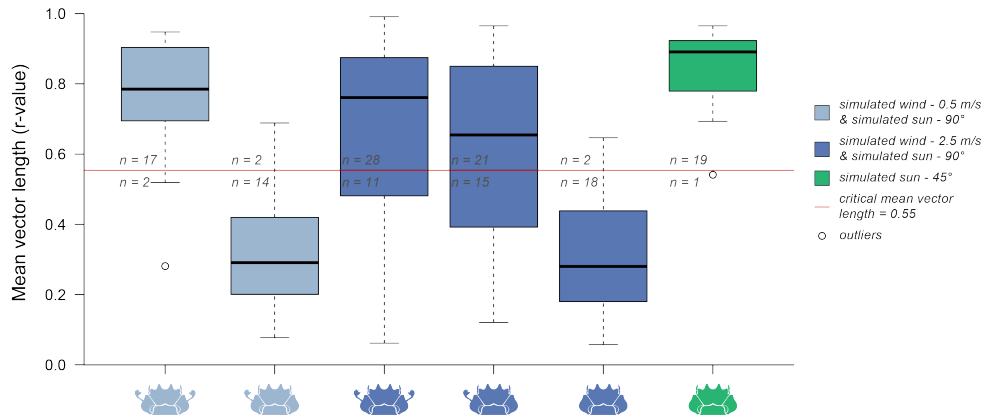 Mean vector length (r-value)
1.0
0.8
0.6
0.4
0.2
0.0
n = 17
n = 2
n = 28
n = 21
n = 2
n = 19
n = 2
n = 14
n = 11
n = 15
n = 18
n = 1
simulated wind - 0.5 m/s
& simulated sun - 90°
simulated wind - 2.5 m/s
& simulated sun - 90°
simulated sun - 45°
critical mean vector
length = 0.55
outliers